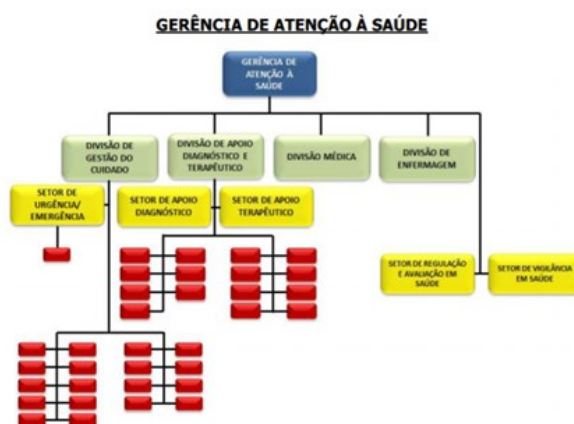 GERÊNCIA DE ATENÇÃO À SAÚDE
GERÊNCIA DE
ATENÇÃO À
SAÚDE
DIVISÃO DE
GESTÃO DO
CUIDADO
DIVISÃO DE APOIO
DIAGNÓSTICO E
TERAPÊUTICO
DIVISÃO MÉDICA
DIVISÃO DE
ENFERMAGEM
SETOR DE
URGÊNCIA/
EMERGÊNCIA
SETOR DE APOIO
DIAGNÓSTICO
SETOR DE APOIO
TERAPÊUTICO
SETOR DE REGULAÇÃO
E AVALIAÇÃO EM
SAÚDE
SETOR DE VIGILÂNCIA
EM SAÚDE